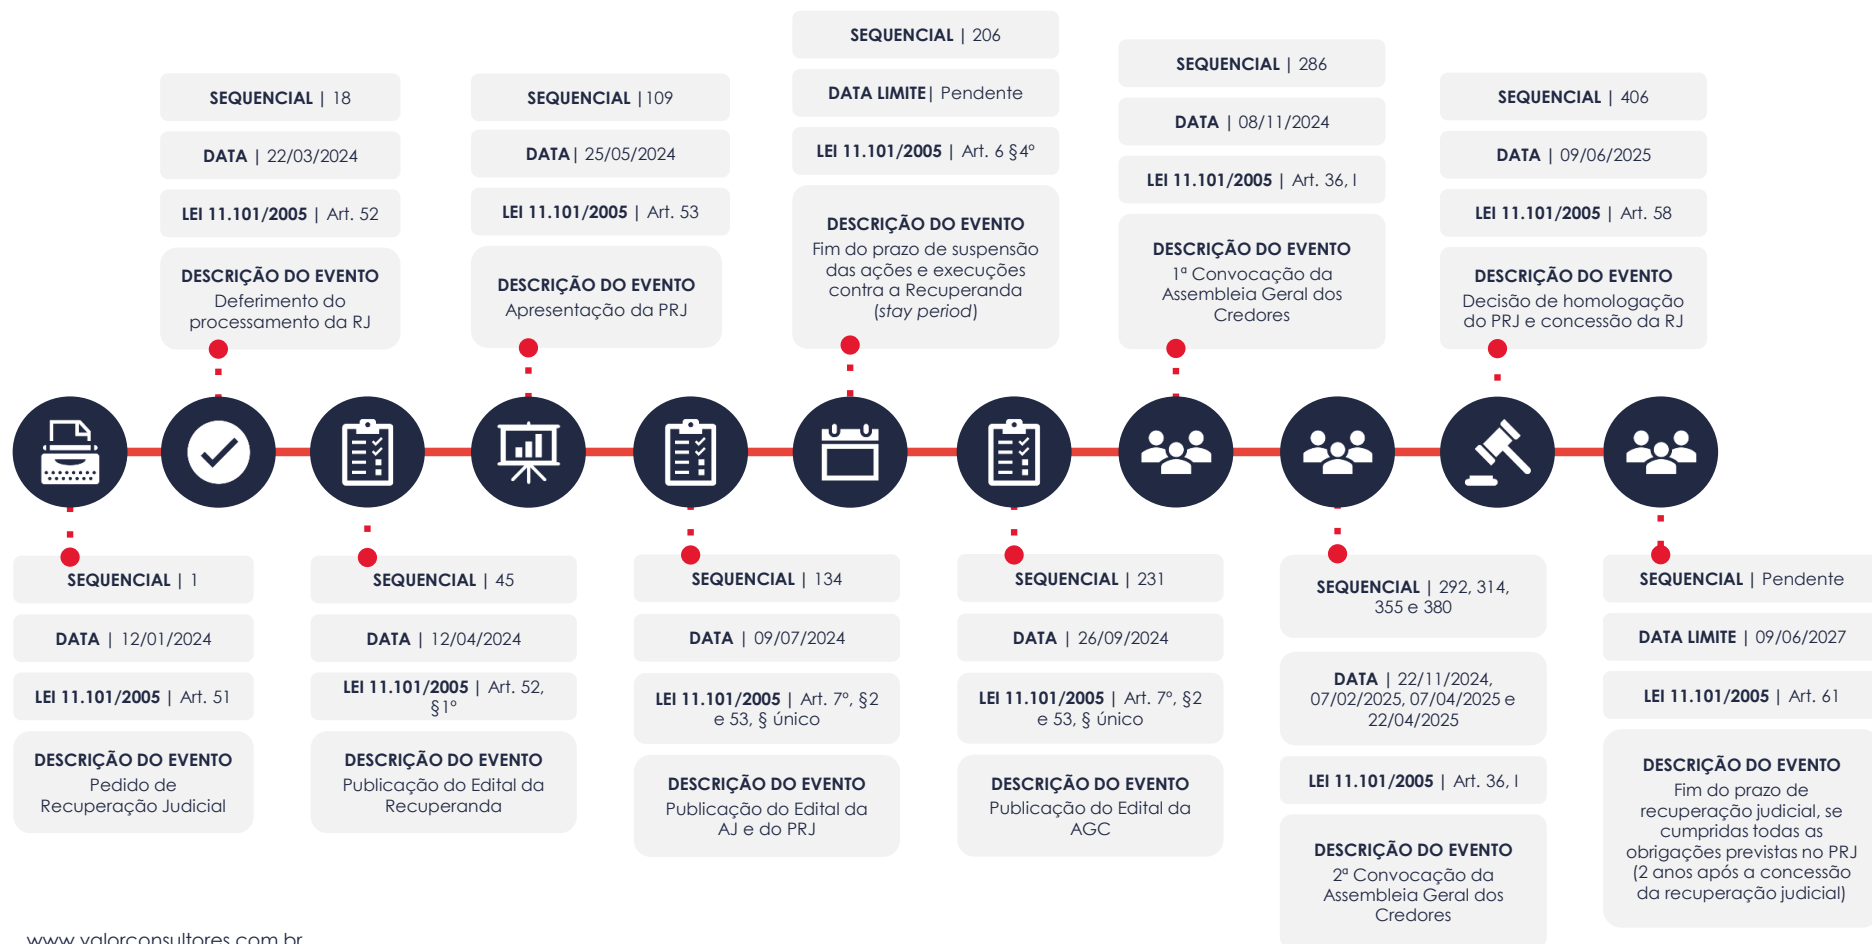 SEQUENCIAL | 18
DATA | 22/03/2024
LEI 11.101/2005 | Art. 52
DESCRIÇÃO DO EVENTO
Deferimento do
processamento da RJ
SEQUENCIAL |109
DATA| 25/05/2024
LEI 11.101/2005 | Art. 53
DESCRIÇÃO DO EVENTO
Apresentação da PRJ
SEQUENCIAL | 206
DATA LIMITE| Pendente
LEI 11.101/2005 | Art. 6 §4º
DESCRIÇÃO DO EVENTO
Fim do prazo de suspensão
das ações e execuções
contra a Recuperanda
(stay period)
SEQUENCIAL | 286
DATA | 08/11/2024
LEI 11.101/2005 | Art. 36, I
DESCRIÇÃO DO EVENTO
1ª Convocação da
Assembleia Geral dos
Credores
SEQUENCIAL | 406
DATA | 09/06/2025
LEI 11.101/2005 | Art. 58
DESCRIÇÃO DO EVENTO
Decisão de homologação
do PRJ e concessão da RJ
SEQUENCIAL | 1
DATA | 12/01/2024
LEI 11.101/2005 | Art. 51
DESCRIÇÃO DO EVENTO
Pedido de
Recuperação Judicial
SEQUENCIAL | 45
DATA | 12/04/2024
LEI 11.101/2005 | Art. 52,
§1º
DESCRIÇÃO DO EVENTO
Publicação do Edital da
Recuperanda
SEQUENCIAL | 134
DATA | 09/07/2024
LEI 11.101/2005 | Art. 7º, §2
e 53, § único
DESCRIÇÃO DO EVENTO
Publicação do Edital da
AJ e do PRJ
SEQUENCIAL | 231
DATA | 26/09/2024
LEI 11.101/2005 | Art. 7º, §2
e 53, § único
DESCRIÇÃO DO EVENTO
Publicação do Edital da
AGC
SEQUENCIAL | 292, 314,
355 e 380
DATA | 22/11/2024,
07/02/2025, 07/04/2025 e
22/04/2025
LEI 11.101/2005 | Art. 36, I
DESCRIÇÃO DO EVENTO
2ª Convocação da
Assembleia Geral dos
Credores
SEQUENCIAL | Pendente
DATA LIMITE | 09/06/2027
LEI 11.101/2005 | Art. 61
DESCRIÇÃO DO EVENTO
Fim do prazo de
recuperação judicial, se
cumpridas todas as
obrigações previstas no PRJ
(2 anos após a concessão
da recuperação judicial)
www.valorconsultores.com.br